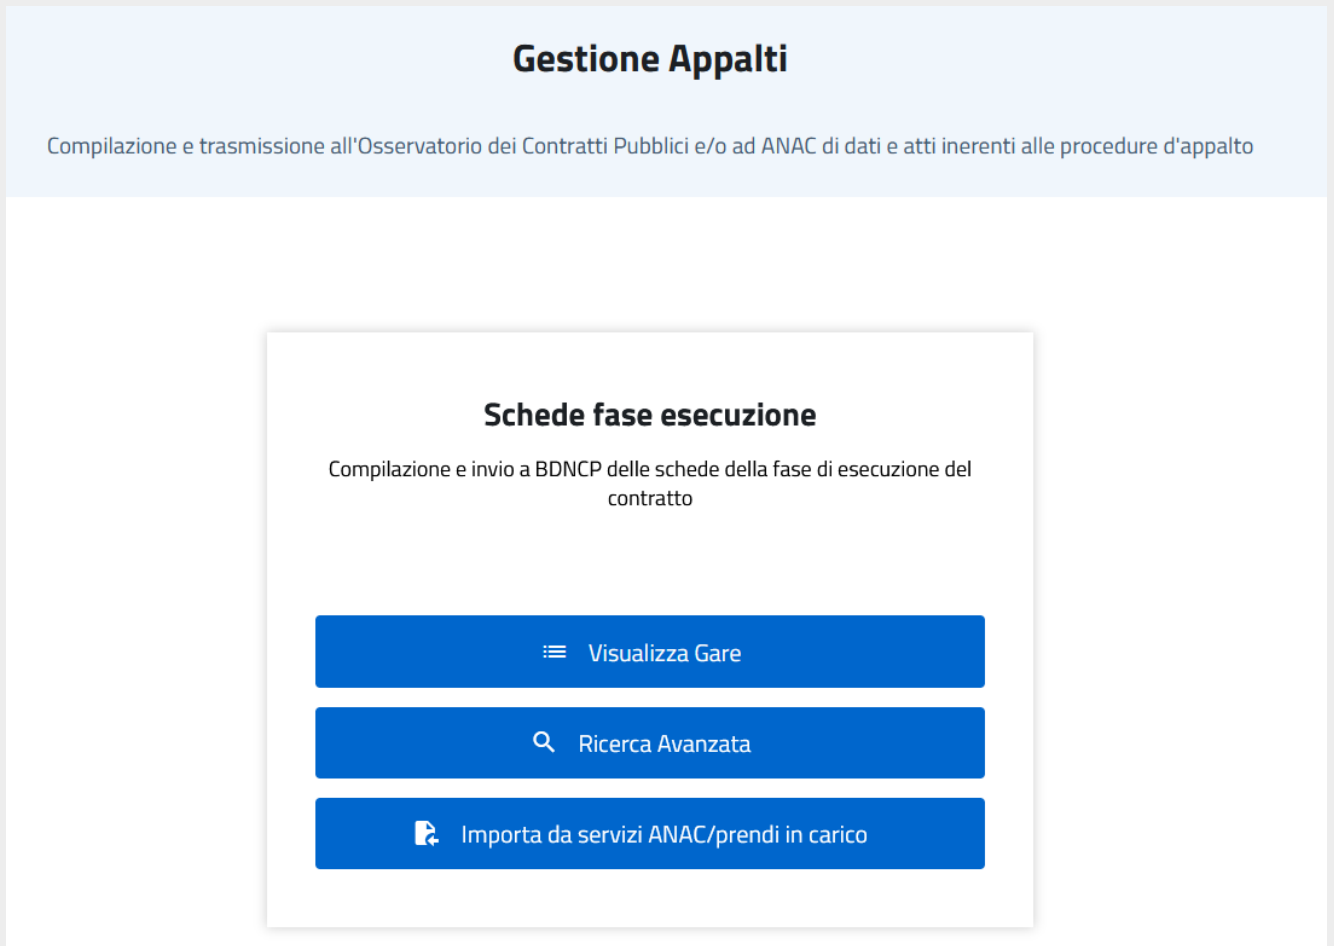 Gestione Appalti
Compilazione e trasmissione all'Osservatorio dei Contratti Pubblici e/o ad ANAC di dati e atti inerenti alle procedure d'appalto
Schede fase esecuzione
Compilazione e invio a BDNCP delle schede della fase di esecuzione del
contratto
Visualizza Gare
Ricerca Avanzata
Importa da servizi ANAC/prendi in carico